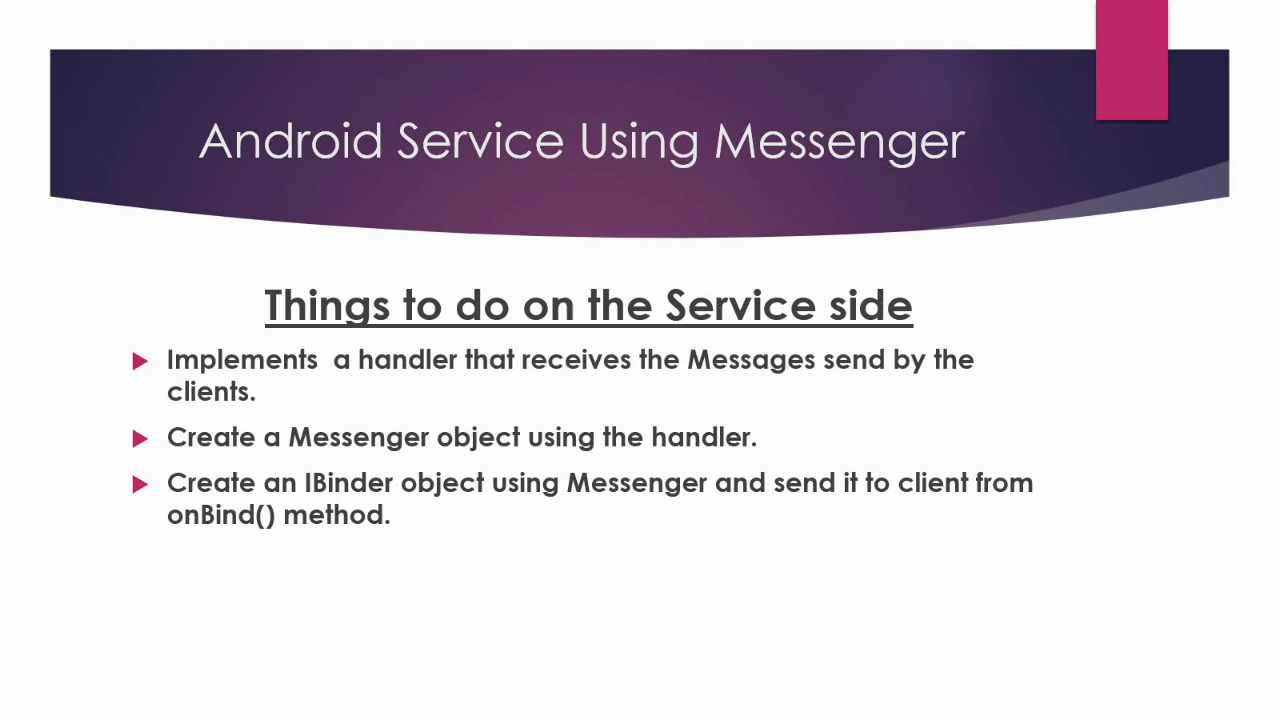 Android Service Using Messenger
Things to do on the Service side
Implements  a handler that receives the Messages send by the
clients.
Create a Messenger object using the handler.
Create an IBinder object using Messenger and send it to client from
onBind() method.